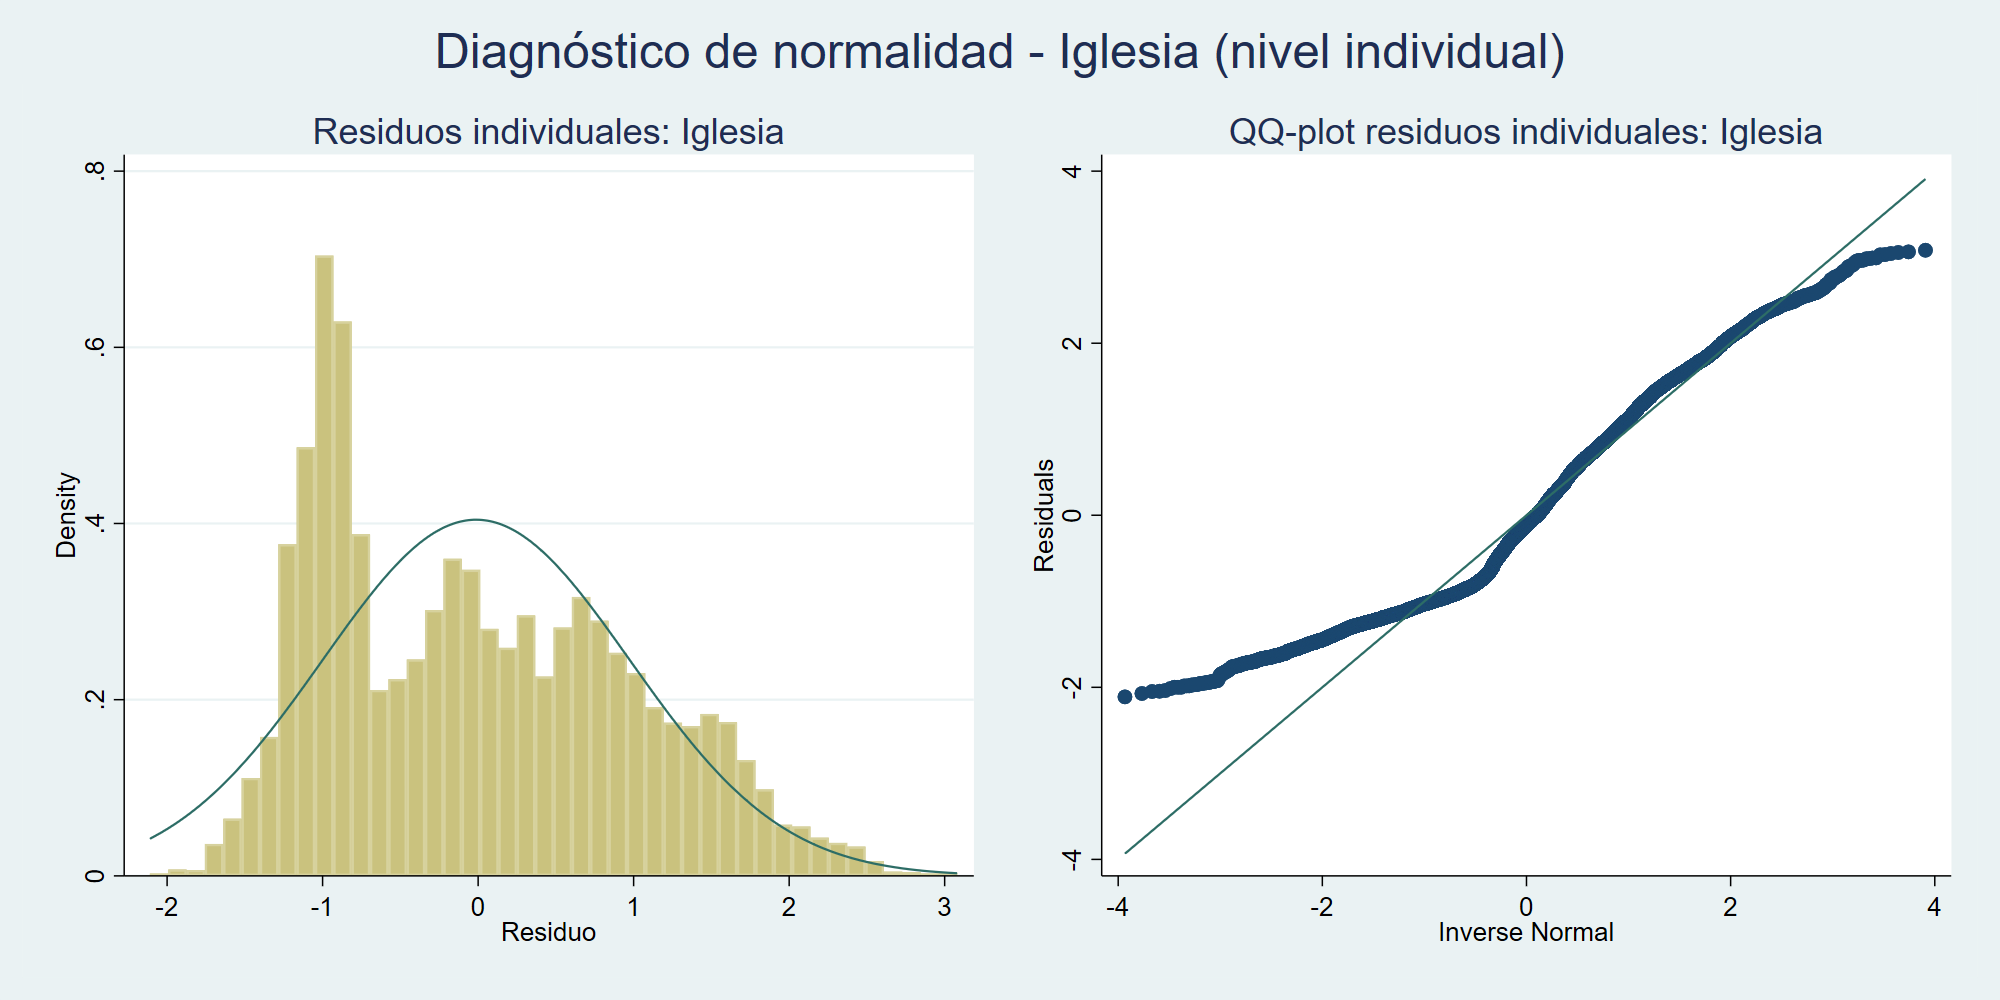 Diagnóstico de normalidad - Iglesia (nivel individual)
Residuos individuales: Iglesia
.8
.6
.4
.2
0
Density
-2 -1 0 1 2 3
Residuo
QQ-plot residuos individuales: Iglesia
4
2
0
-2
-4
Residuals
-4 -2 0 2 4
Inverse Normal